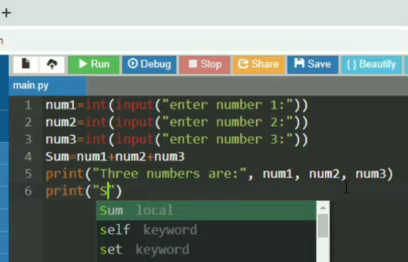 +
Run Debug Stop Share Save { } Beautify
main.py
1 num1=int(input("enter number 1:"))
2 num2=int(input("enter number 2:"))
3 num3=int(input("enter number 3:"))
4 Sum=num1+num2+num3
5 print("Three numbers are:", num1, num2, num3)
6 print("S")
Sum local
self keyword
set keyword